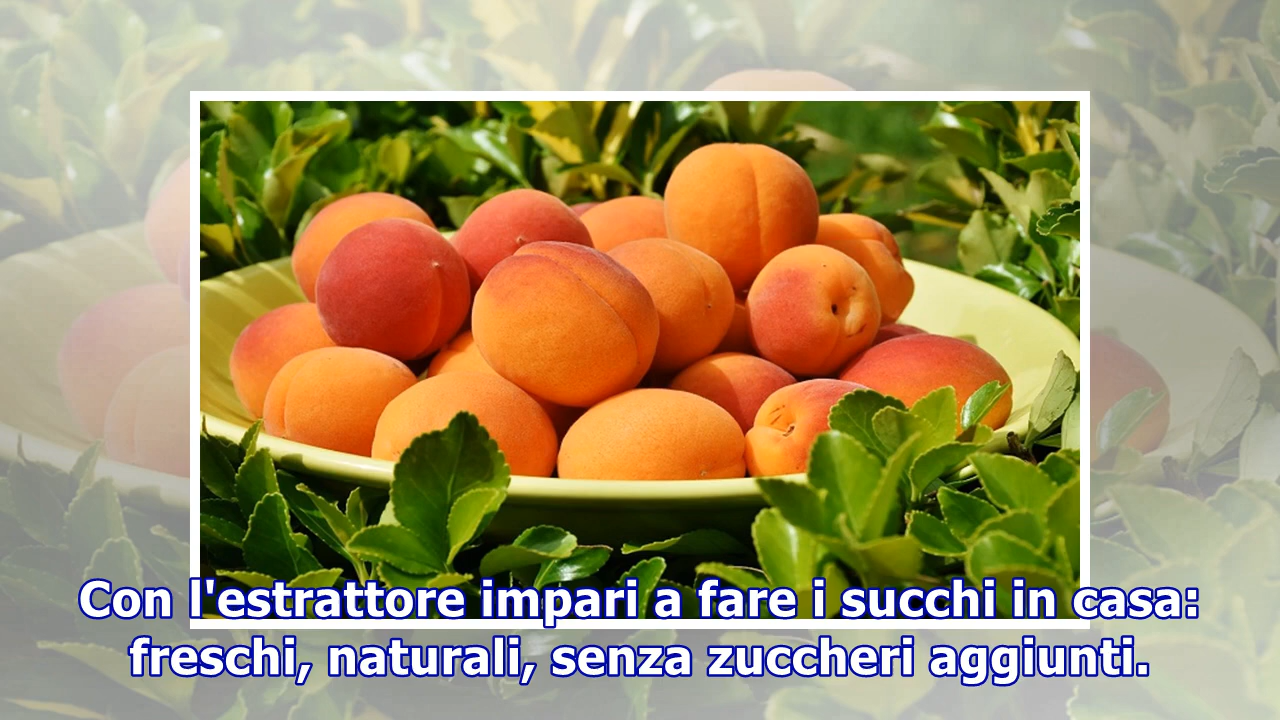 Con l'estrattore impari a fare i succhi in casa:
freschi, naturali, senza zuccheri aggiunti.